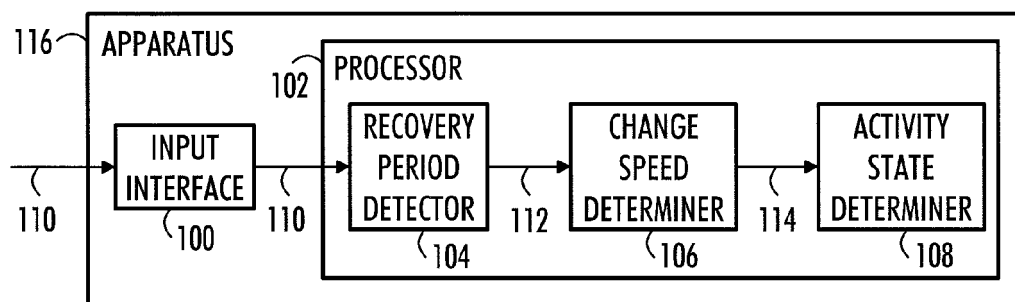 116
APPARATUS
102
PROCESSOR
110
INPUT
INTERFACE
100
110
RECOVERY
PERIOD
DETECTOR
104
112
CHANGE
SPEED
DETERMINER
106
114
ACTIVITY
STATE
DETERMINER
108